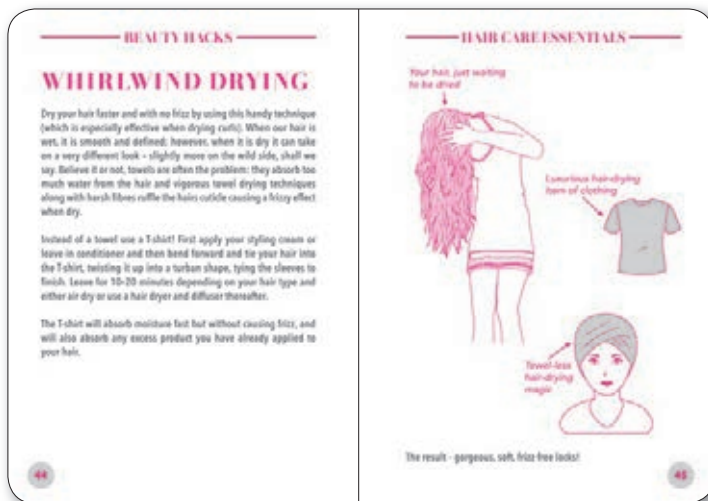 BEAUTY HACKS
WHIRLWIND DRYING
Dry your hair faster and with no frizz by using this handy technique
(which is especially effective when drying curls). When our hair is
wet, it is smooth and defined; however, when it is dry it can take
on a very different look – slightly more on the wild side, shall we
say. Believe it or not, towels are often the problem: they absorb too
much water from the hair and vigorous towel drying techniques
along with harsh fibres ruffle the hairs cuticle causing a frizzy effect
when dry.
Instead of a towel use a T-shirt! First apply your styling cream or
leave in conditioner and then bend forward and tie your hair into
the T-shirt, twisting it up into a turban shape, tying the sleeves to
finish. Leave for 10-20 minutes depending on your hair type and
either air dry or use a hair dryer and diffuser thereafter.
The T-shirt will absorb moisture fast but without causing frizz, and
will also absorb any excess product you have already applied to
your hair.
44
HAIR CARE ESSENTIALS
Your hair, just waiting
to be dried
Luxurious hair-drying
item of clothing
Towel-less
hair-drying
magic
The result – gorgeous, soft, frizz-free locks!
45